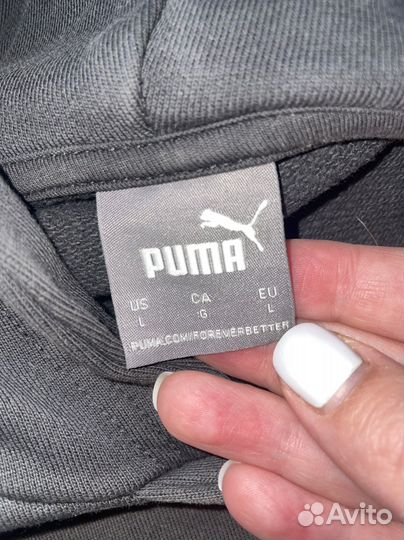 PUMA
US CA EU
L G L
PUMA.COM/FOREVERBETTER
Avito